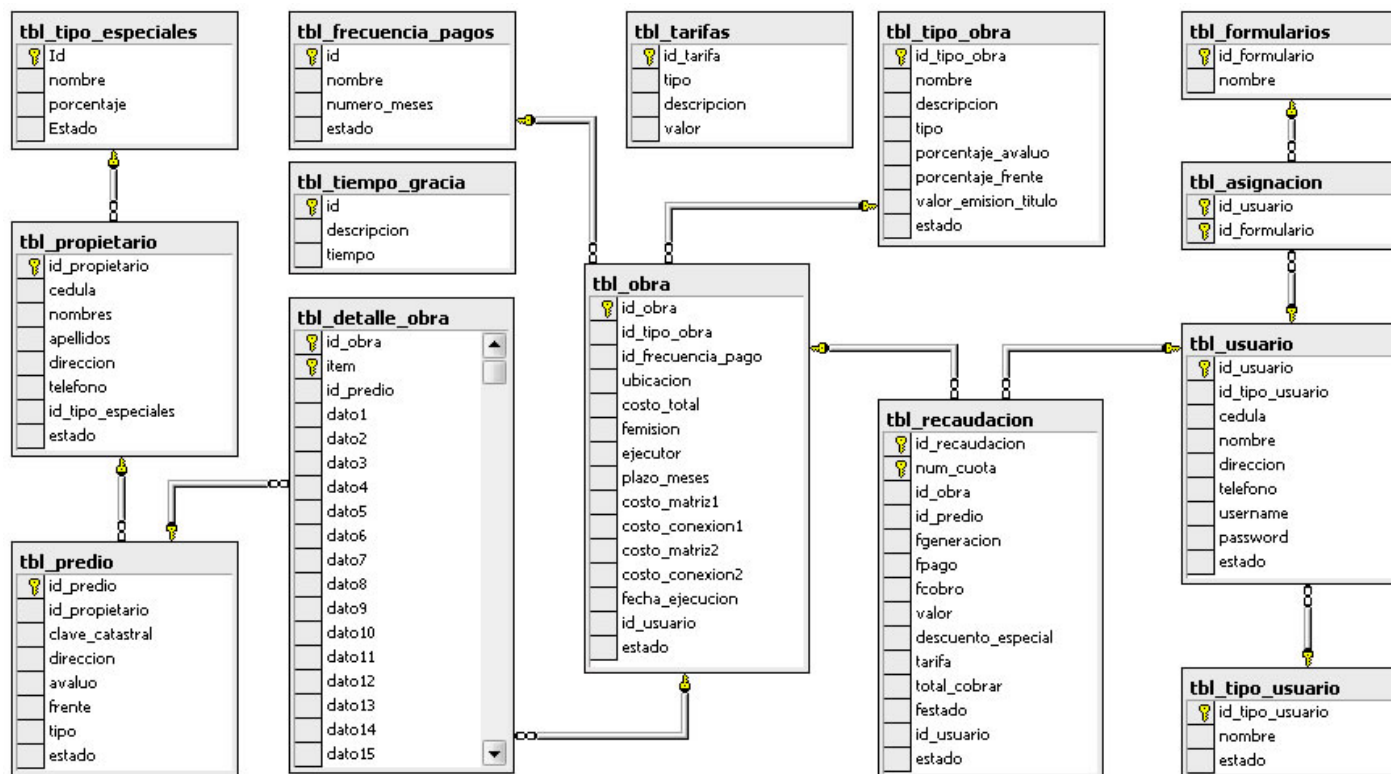 tbl_tipo_especiales
Id
nombre
porcentaje
Estado
tbl_frecuencia_pagos
id
nombre
numero_meses
estado
tbl_tarifas
id_tarifa
tipo
descripcion
valor
tbl_tipo_obra
id_tipo_obra
nombre
descripcion
tipo
porcentaje_avaluo
porcentaje_frente
valor_emision_titulo
estado
tbl_formularios
id_formulario
nombre
tbl_tiempo_gracia
id
descripcion
tiempo
tbl_asignacion
id_usuario
id_formulario
tbl_propietario
id_propietario
cedula
nombres
apellidos
direccion
telefono
id_tipo_especiales
estado
tbl_detalle_obra
id_obra
item
id_predio
dato1
dato2
dato3
dato4
dato5
dato6
dato7
dato8
dato9
dato10
dato11
dato12
dato13
dato14
dato15
tbl_obra
id_obra
id_tipo_obra
id_frecuencia_pago
ubicacion
costo_total
femision
ejecutor
plazo_meses
costo_matriz1
costo_conexion1
costo_matriz2
costo_conexion2
fecha_ejecucion
id_usuario
estado
tbl_usuario
id_usuario
id_tipo_usuario
cedula
nombre
direccion
telefono
username
password
estado
tbl_recaudacion
id_recaudacion
num_cuota
id_obra
id_predio
fgeneracion
fpago
fcobro
valor
descuento_especial
tarifa
total_cobrar
festado
id_usuario
estado
tbl_predio
id_predio
id_propietario
clave_catastral
direccion
avaluo
frente
tipo
estado
tbl_tipo_usuario
id_tipo_usuario
nombre
estado